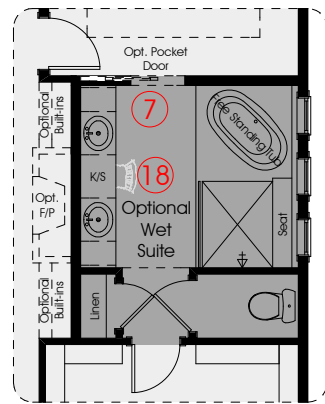 Opt. Pocket
Door
Optional
Built-ins
7
Free Standing Tub
K/S
18
Opt.
F/P
Optional
Wet
Suite
Seat
Optional
Built-ins
Linen